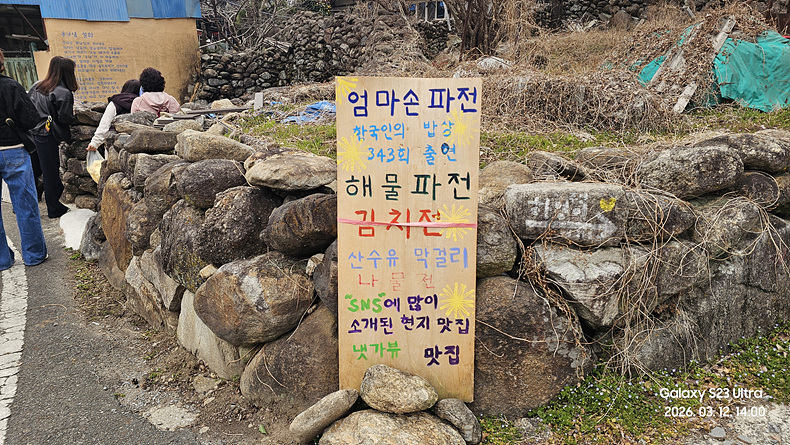 엄마손 파전
한국인의 밥상
343회 출연
해물파전
김치전
산수유 막걸리
나물전
"SNS"에 많이
소개된 현지 맛집
냇가뷰 맛집
Galaxy S23 Ultra
2026. 03. 12. 14:00